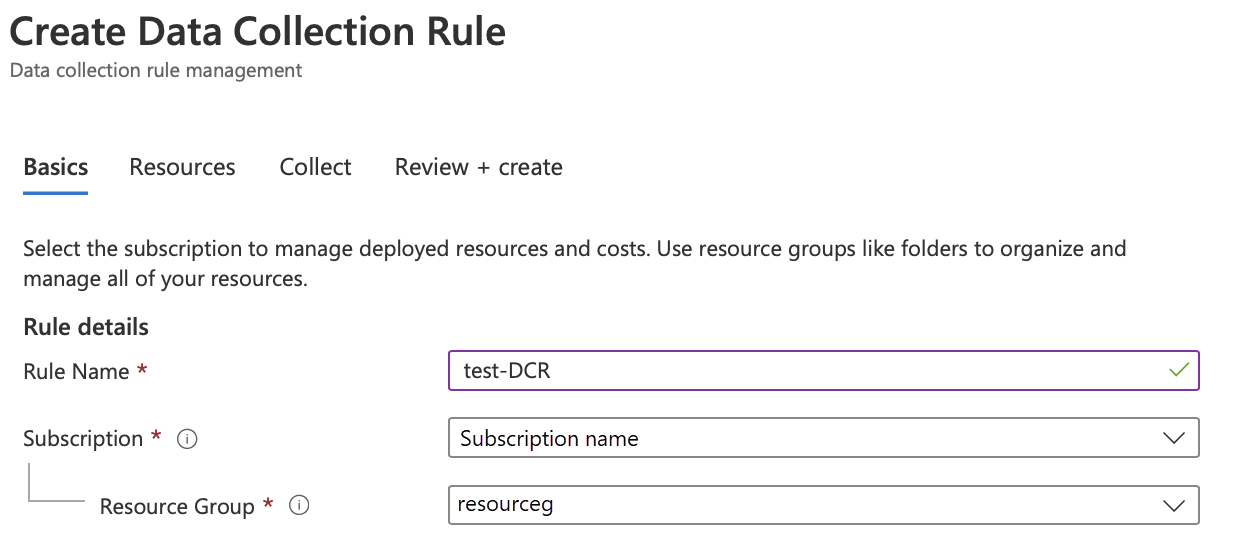 Create Data Collection Rule
Data collection rule management
Basics Resources Collect Review + create
Select the subscription to manage deployed resources and costs. Use resource groups like folders to organize and
manage all of your resources.
Rule details
Rule Name * test-DCR
Subscription * Subscription name
Resource Group * resourceg